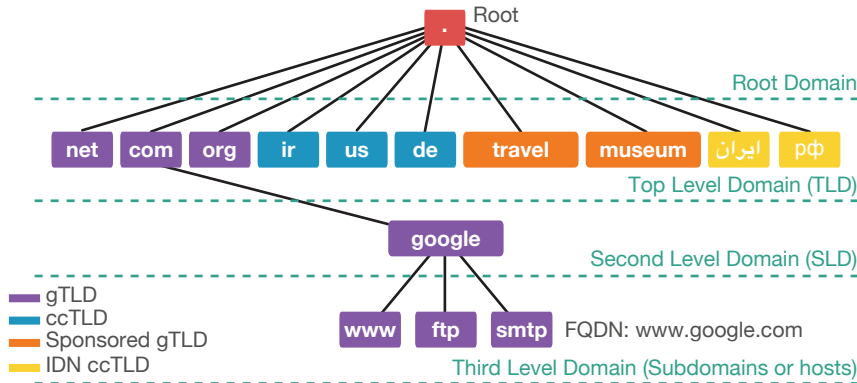 . Root
Root Domain
net com org ir us de travel museum ایران рф
Top Level Domain (TLD)
google
Second Level Domain (SLD)
gTLD
ccTLD
Sponsored gTLD
IDN ccTLD
www ftp smtp FQDN: www.google.com
Third Level Domain (Subdomains or hosts)